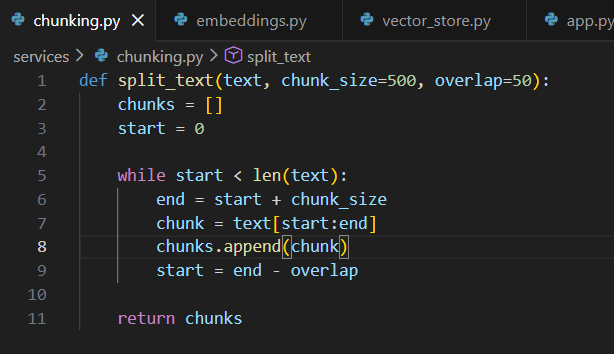 chunking.py embeddings.py vector_store.py app.py
services > chunking.py > split_text
1 def split_text(text, chunk_size=500, overlap=50):
2 chunks = []
3 start = 0
4
5 while start < len(text):
6 end = start + chunk_size
7 chunk = text[start:end]
8 chunks.append(chunk)
9 start = end - overlap
10
11 return chunks